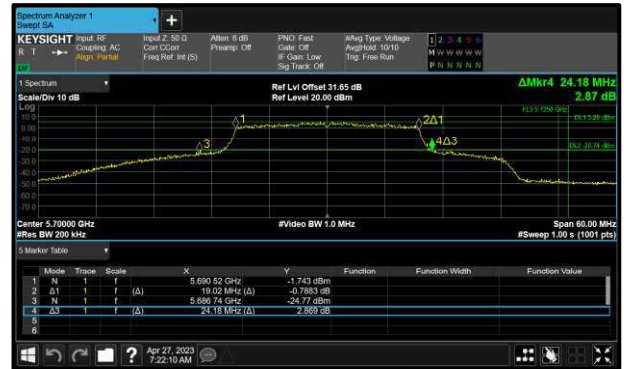 Spectrum Analyzer 1
Swept SA
+
KEYSIGHT
Input: RF
Input Z: 50 Ω
Atten: 6 dB
PNO: Fast
#Avg Type: Voltage
1 2 3 4 5 6
R T
Coupling: AC
Corr CCorr
Preamp: Off
Gate: Off
Avg|Hold: 10/10
M W W W W W
Align: Partial
Freq Ref: Int (S)
IF Gain: Low
Trig: Free Run
Sig Track: Off
P N N N N N
1 Spectrum
Ref Lvl Offset 31.65 dB
ΔMkr4 24.18 MHz
Scale/Div 10 dB
Ref Level 20.00 dBm
2.87 dB
Log
10.0
0.00
-10.0
-20.0
-30.0
-40.0
-50.0
-60.0
-70.0
1
2Δ1
3
4Δ3
DL2 -20.74 dBm
Center 5.70000 GHz
#Video BW 1.0 MHz
Span 60.00 MHz
#Res BW 200 kHz
#Sweep 1.00 s (1001 pts)
5 Marker Table
Mode Trace Scale X Y Function Function Width Function Value
1 N 1 f 5.690 52 GHz -1.743 dBm
2 Δ1 1 f (Δ) 19.02 MHz (Δ) -0.7883 dB
3 N 1 f 5.686 74 GHz -24.77 dBm
4 Δ3 1 f (Δ) 24.18 MHz (Δ) 2.869 dB
5
6
?
Apr 27, 2023
7:22:10 AM